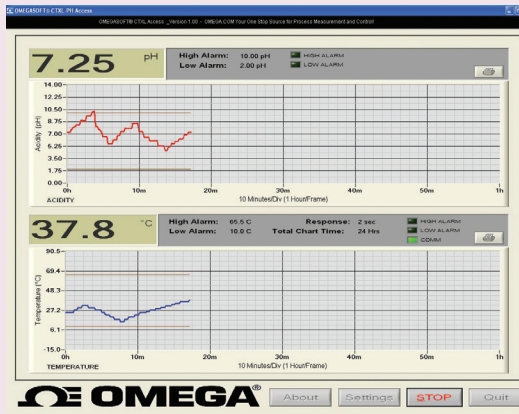 OMEGASOFT® CTXL-PH Access
OMEGASOFT® CTXL Access _Version 1.00 - OMEGA.COM Your One Stop Source for Process Measurement and Control!
7.25 pH
High Alarm: 10.00 pH HIGH ALARM
Low Alarm: 2.00 pH LOW ALARM
Acidity (pH)
14.00
12.25
10.50
8.75
7.00
5.25
3.50
1.75
0.00
0h 10m 20m 30m 40m 50m 1h
ACIDITY 10 Minutes/Div (1 Hour/Frame)
37.8 °C
High Alarm: 65.5 C Response: 2 sec HIGH ALARM
Low Alarm: 10.0 C Total Chart Time: 24 Hrs LOW ALARM
COMM
Temperature (°C)
90.5
69.4
48.3
27.2
6.1
-15.0
0h 10m 20m 30m 40m 50m 1h
TEMPERATURE 10 Minutes/Div (1 Hour/Frame)
OMEGA® About Settings STOP Quit